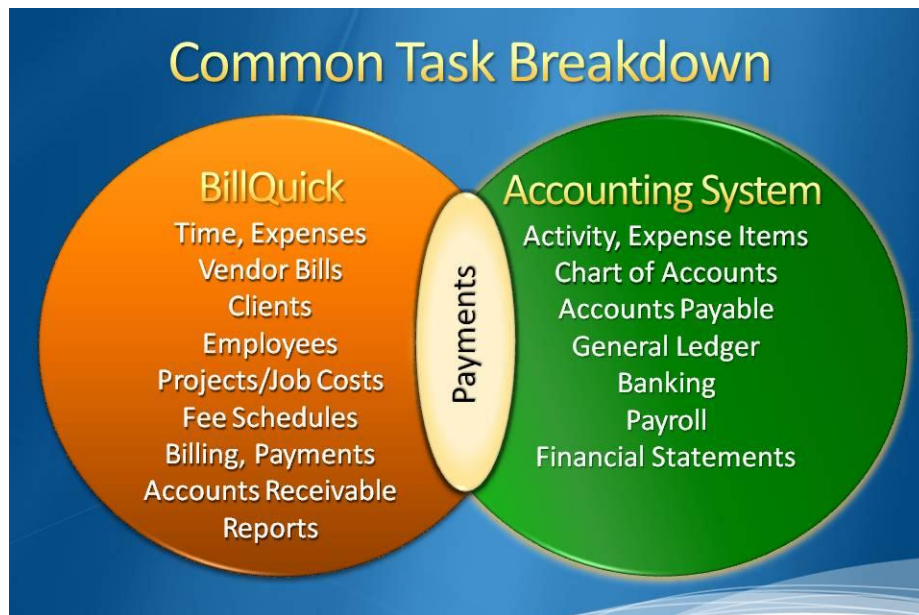 Common Task Breakdown
BillQuick
Time, Expenses
Vendor Bills
Clients
Employees
Projects/Job Costs
Fee Schedules
Billing, Payments
Accounts Receivable
Reports
Payments
Accounting System
Activity, Expense Items
Chart of Accounts
Accounts Payable
General Ledger
Banking
Payroll
Financial Statements